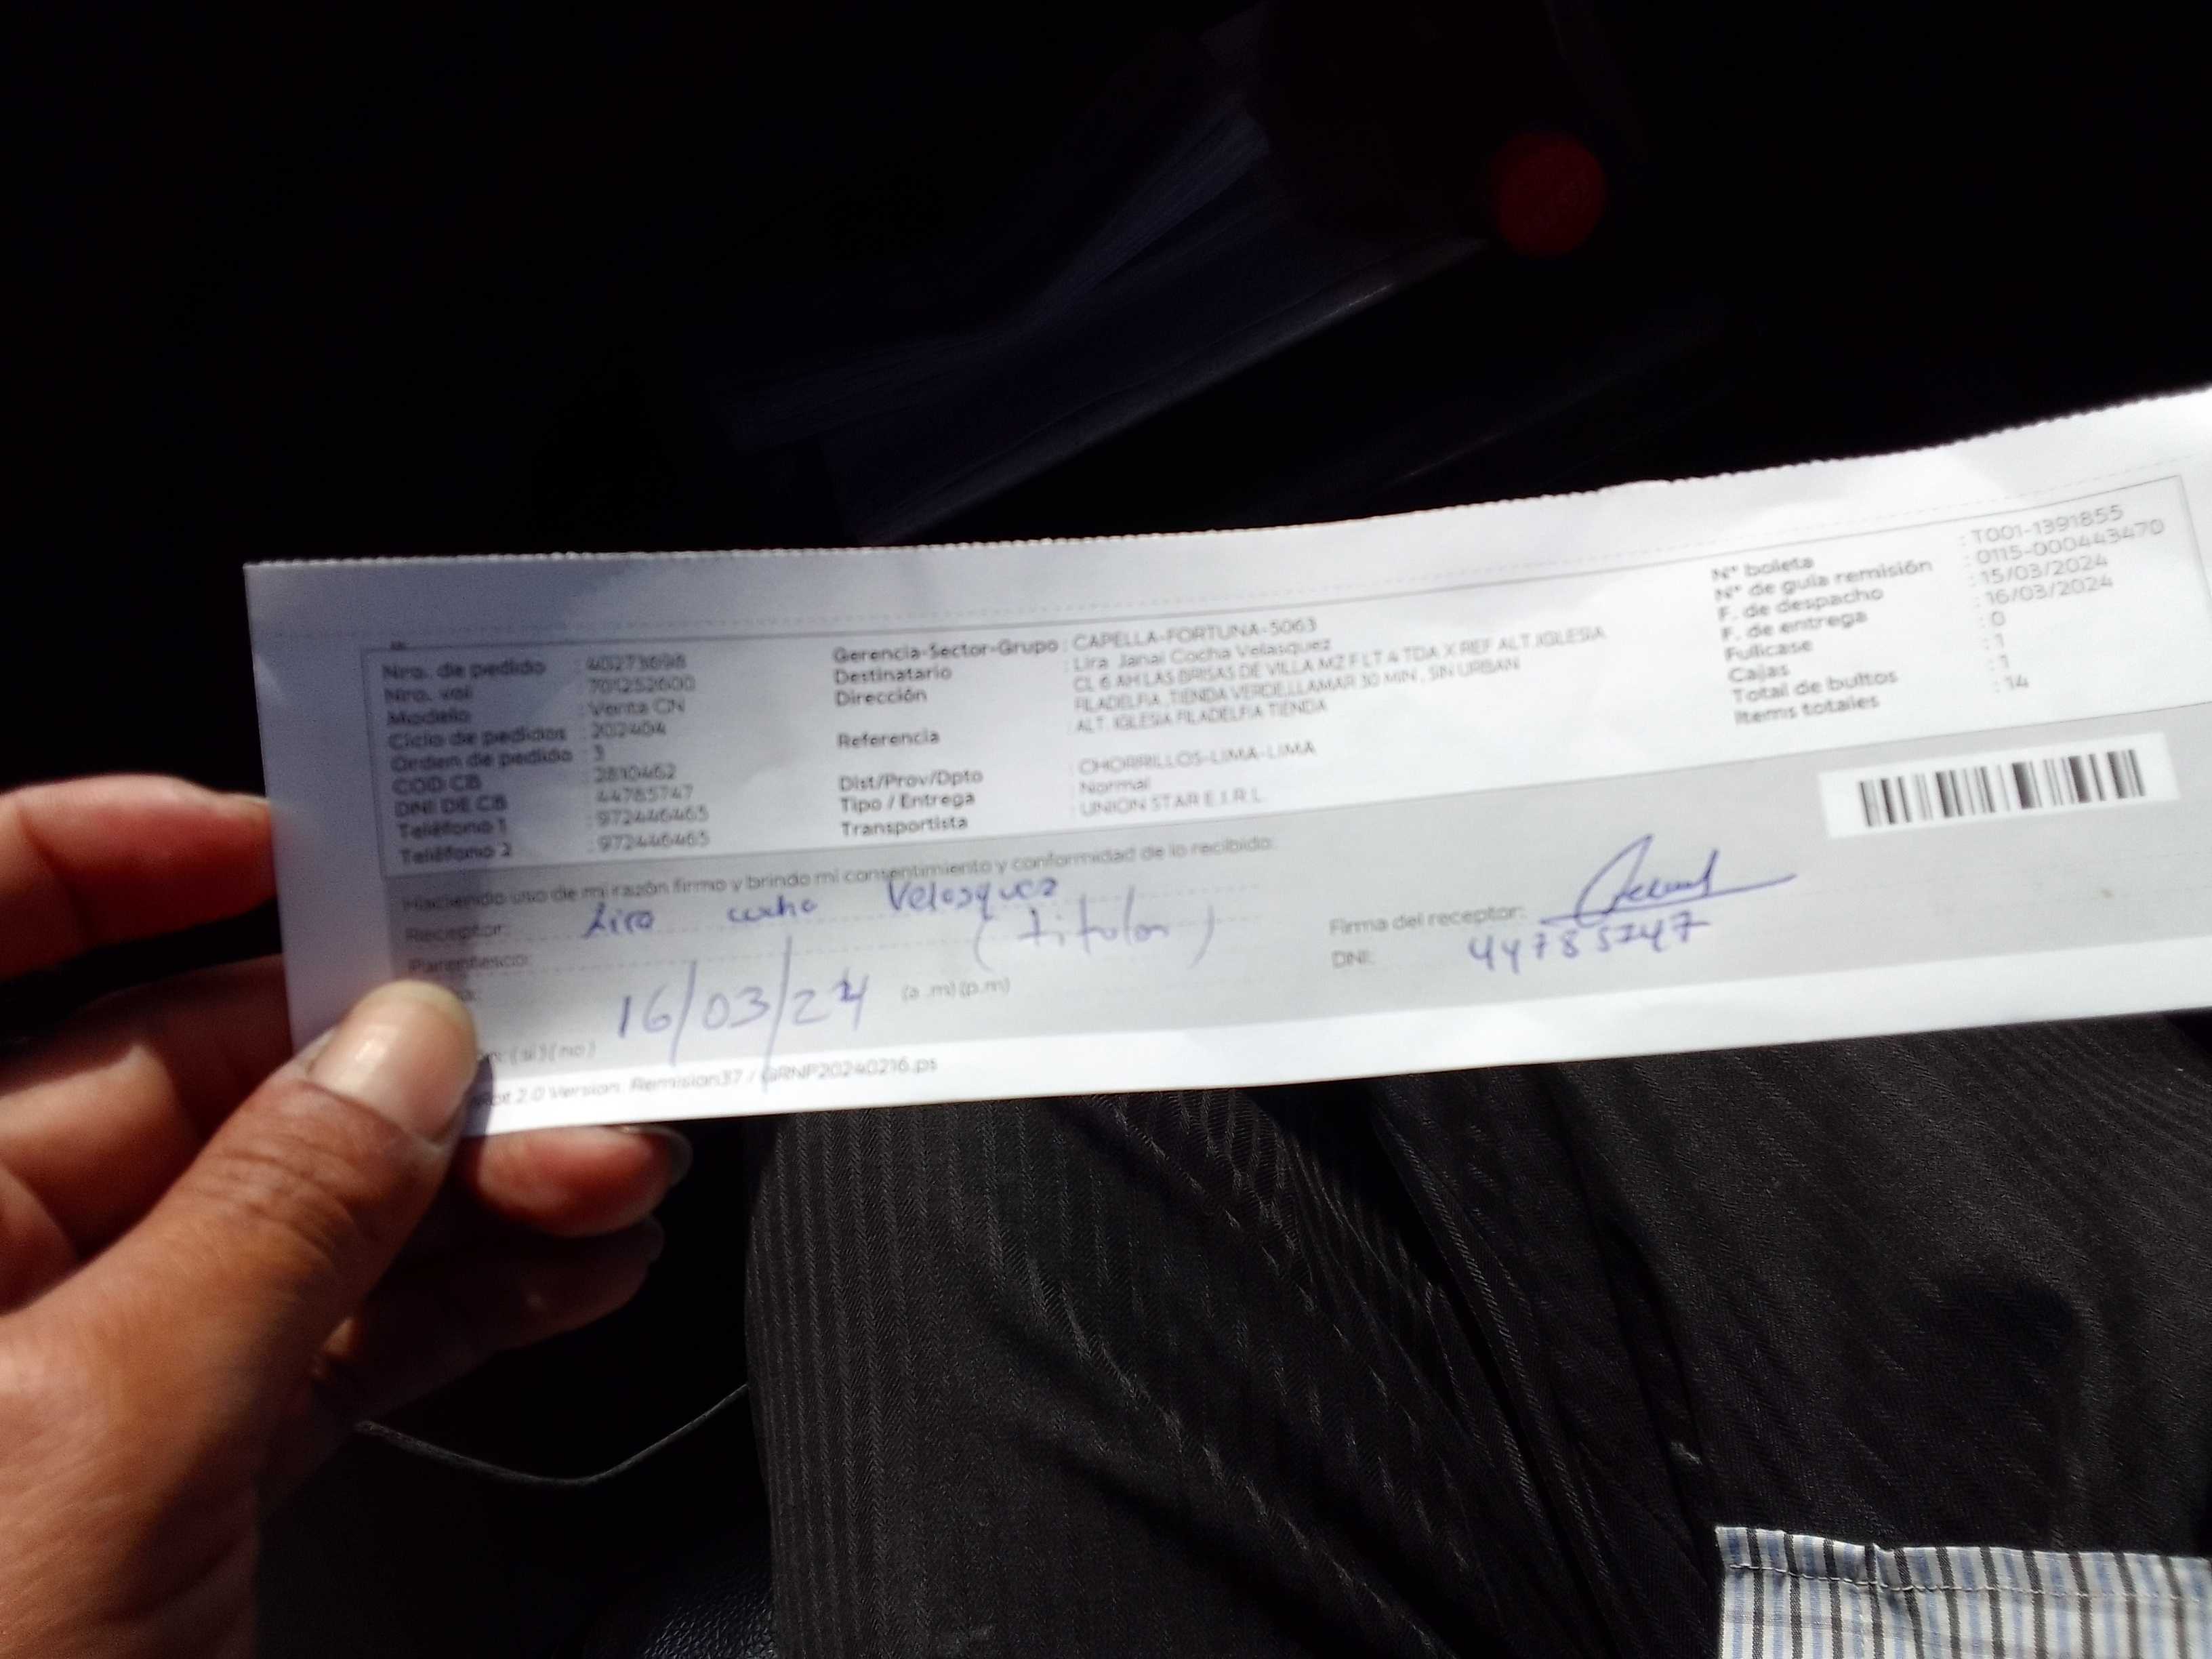 Nro. de pedido : 40273698
Nro. vol : 701252600
Modelo : Venta CN
Ciclo de pedidos : 202404
Orden de pedido : 3
COD CB : 2810462
DNI DE CB : 44785747
Teléfono 1 : 972446465
Teléfono 2 : 972446465
Gerencia-Sector-Grupo : CAPELLA-FORTUNA-5063
Destinatario : Lira Janai Cocha Velasquez
Dirección : CL 6 AH LAS BRISAS DE VILLA MZ F LT 4 TDA X REF ALT.IGLESIA
FILADELFIA , TIENDA VERDE,LLAMAR 30 MIN , SIN URBAN
Referencia : ALT. IGLESIA FILADELFIA TIENDA
Dist/Prov/Dpto : CHORRILLOS-LIMA-LIMA
Tipo / Entrega : Normal
Transportista : UNION STAR E.I.R.L
N° boleta : T001-1391855
N° de guía remisión : 0115-000443470
F. de despacho : 15/03/2024
F. de entrega : 16/03/2024
Fullcase : 0
Cajas : 1
Total de bultos : 1
Items totales : 14
Haciendo uso de mi razón firmo y brindo mi consentimiento y conformidad de lo recibido:
Receptor: Lira cocha Velasquez
Parentesco: (titular)
16/03/24 (a .m) (p.m)
( si ) ( no )
Firma del receptor:
DNI: 44785747
2.0 Version: Remision37 / GRNP20240216.ps